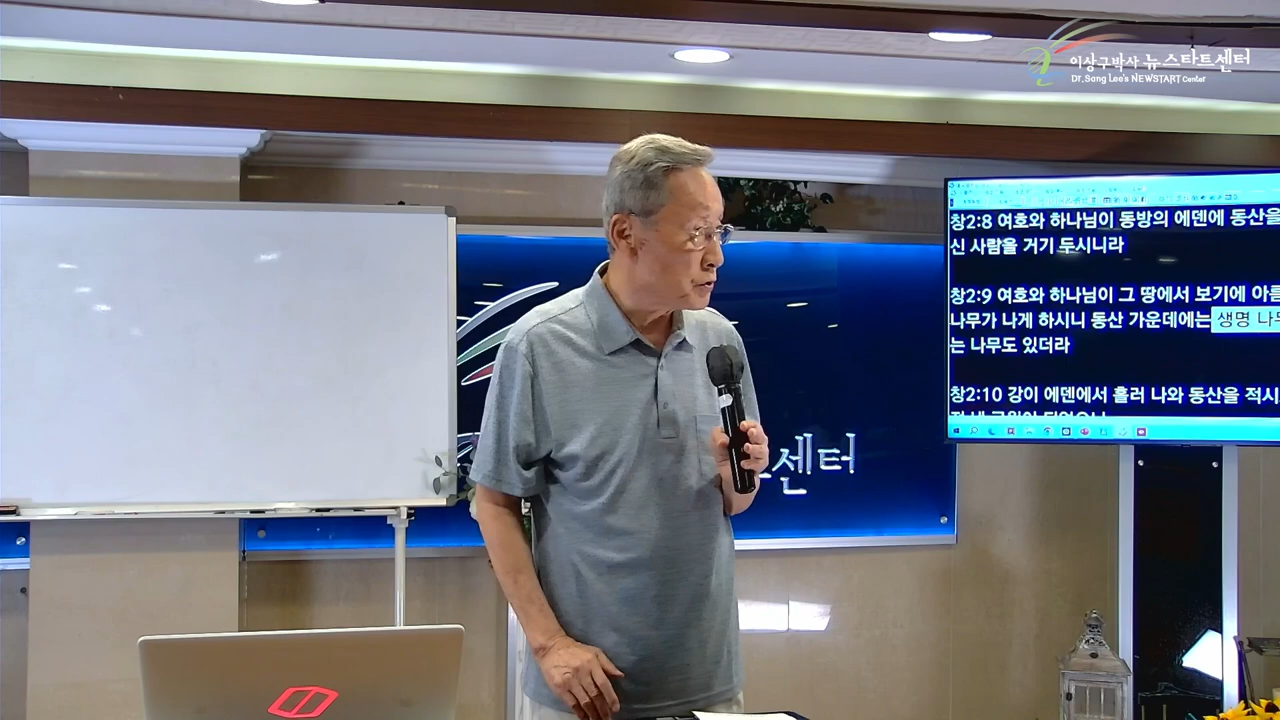 이상구박사 뉴스타트센터
Dr. Sang Lee's NEWSTART Center
창2:8 여호와 하나님이 동방의 에덴에 동산을
신 사람을 거기 두시니라
창2:9 여호와 하나님이 그 땅에서 보기에 아름
나무가 나게 하시니 동산 가운데에는 생명 나무
는 나무도 있더라
창2:10 강이 에덴에서 흘러 나와 동산을 적시
센터